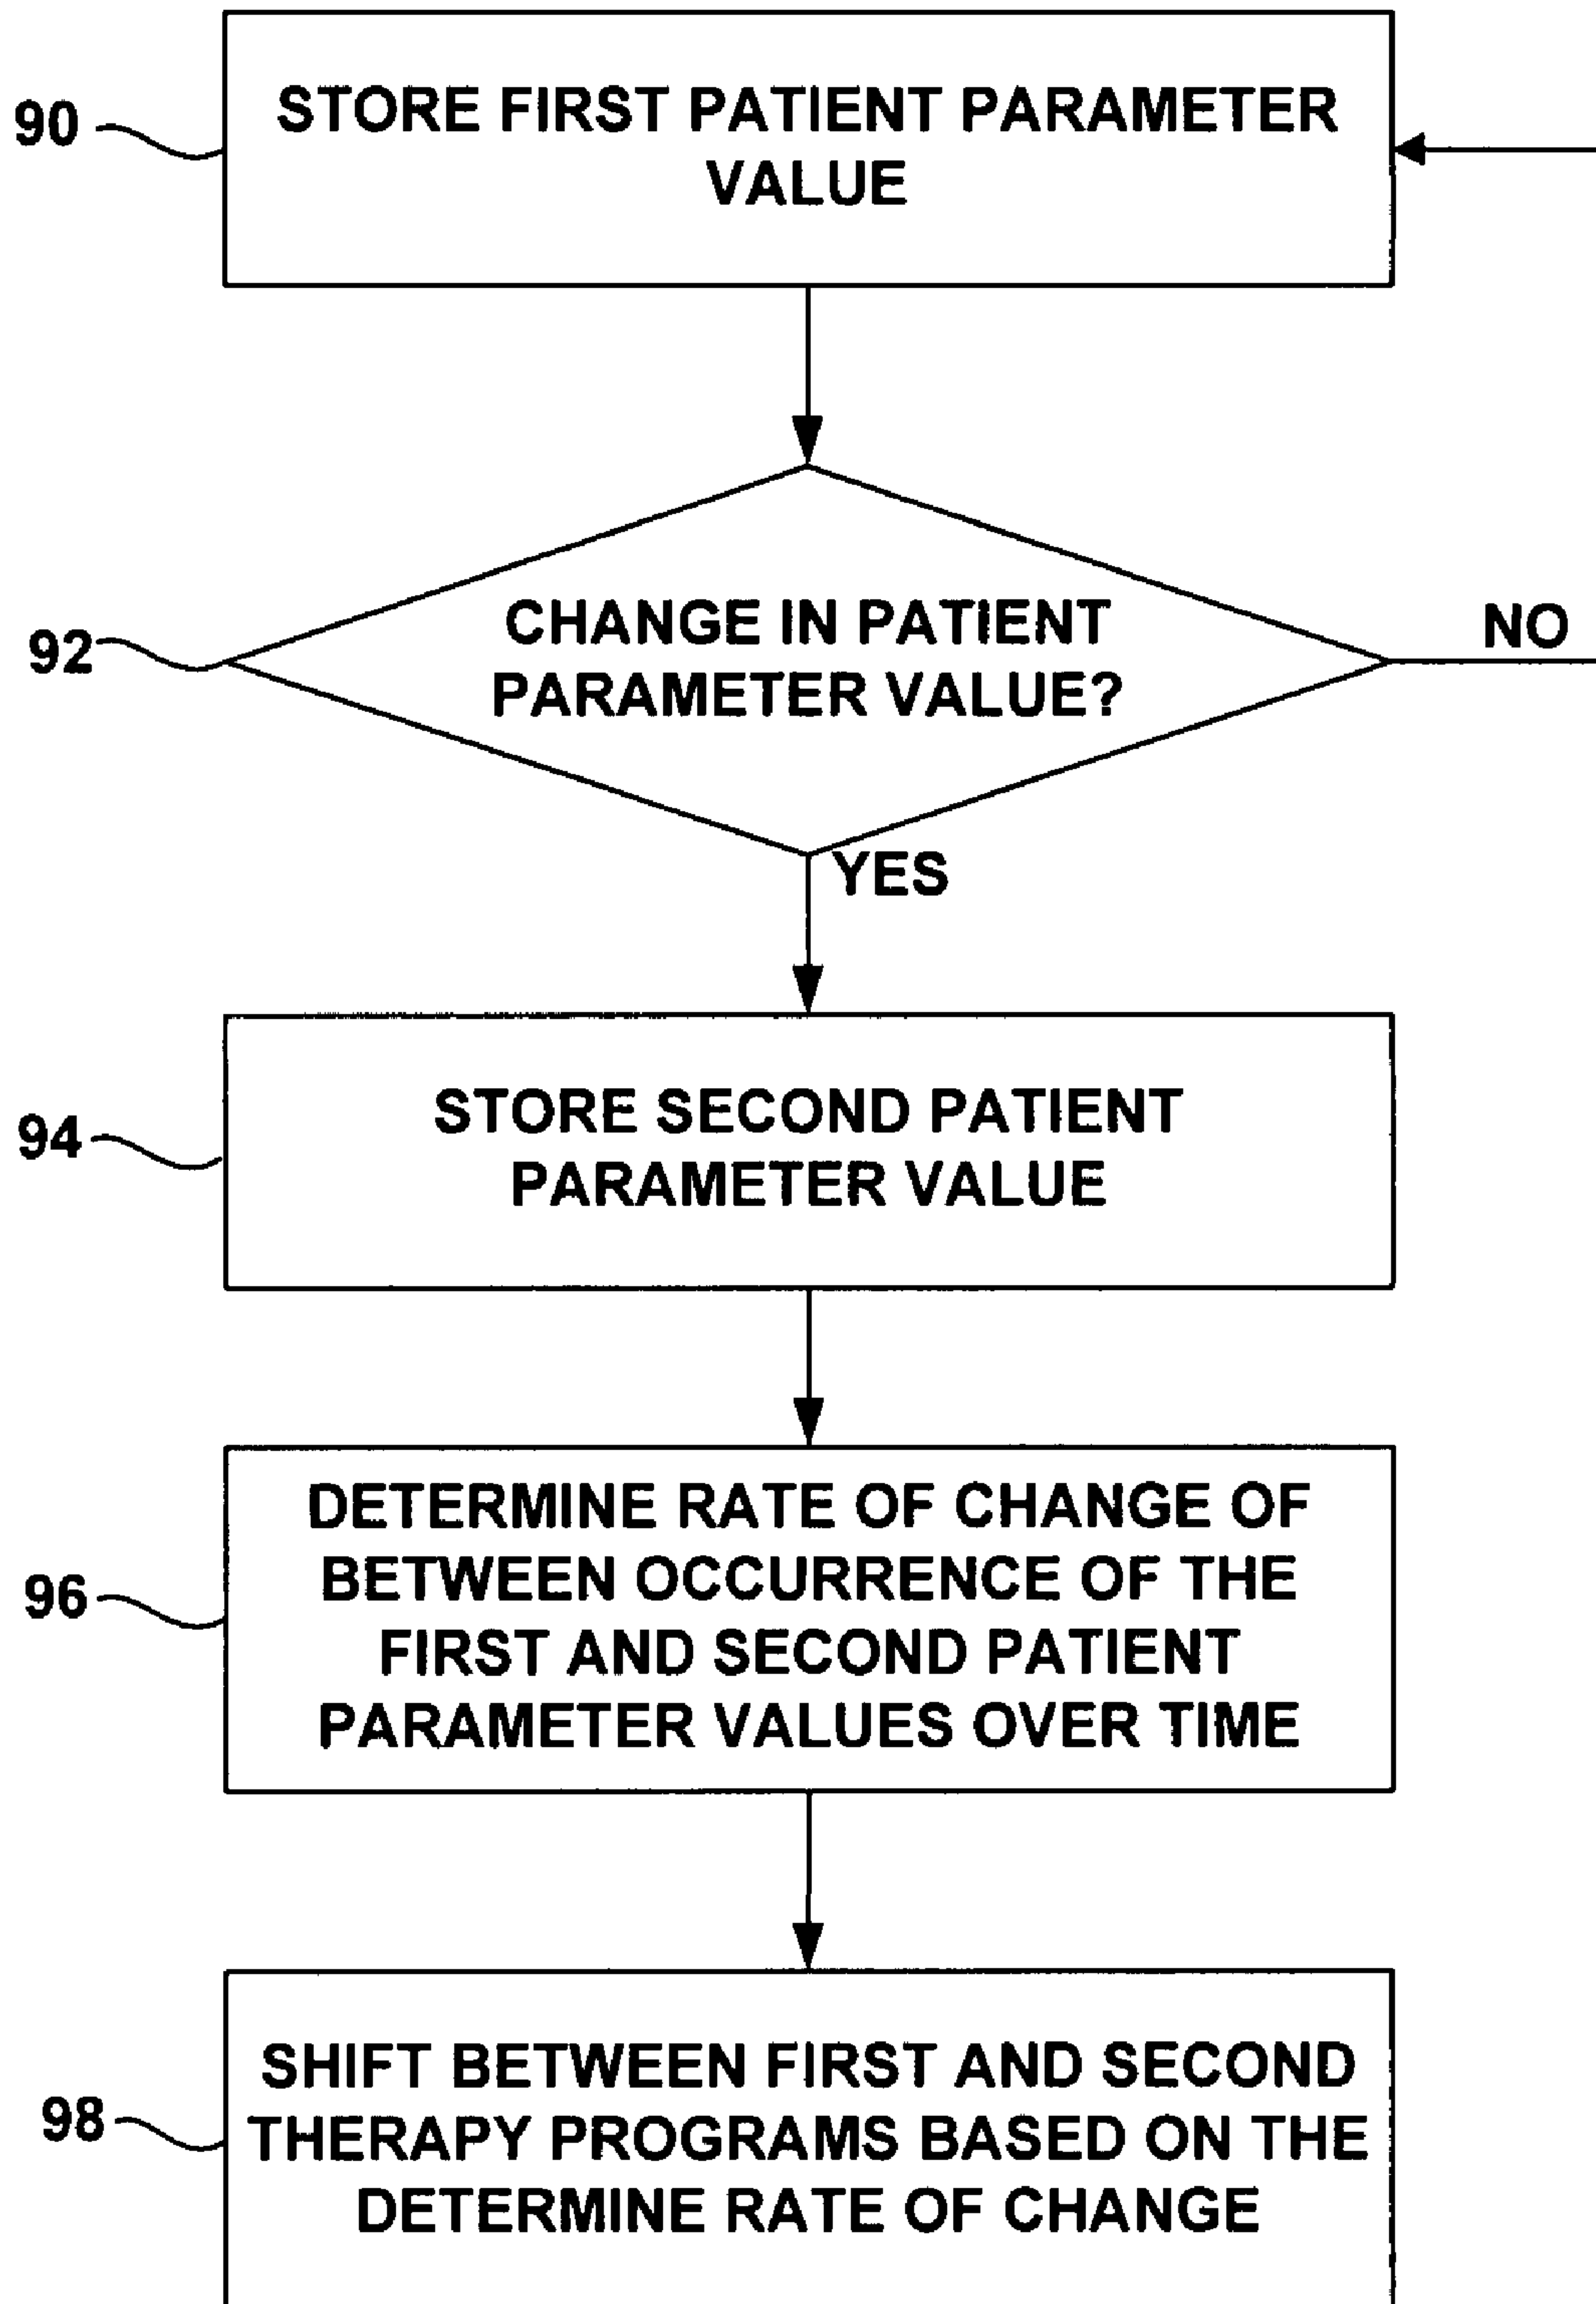 90
STORE FIRST PATIENT PARAMETER
VALUE
92
CHANGE IN PATIENT
PARAMETER VALUE?
NO
YES
94
STORE SECOND PATIENT
PARAMETER VALUE
96
DETERMINE RATE OF CHANGE OF
BETWEEN OCCURRENCE OF THE
FIRST AND SECOND PATIENT
PARAMETER VALUES OVER TIME
98
SHIFT BETWEEN FIRST AND SECOND
THERAPY PROGRAMS BASED ON THE
DETERMINE RATE OF CHANGE